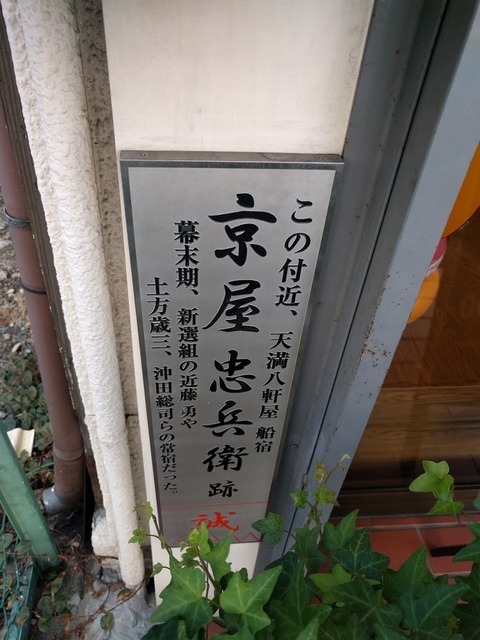 この付近、天満八軒屋 船宿
京屋忠兵衛跡
幕末期、新選組の近藤 勇や
土方歳三、沖田総司らの常宿だった。
誠